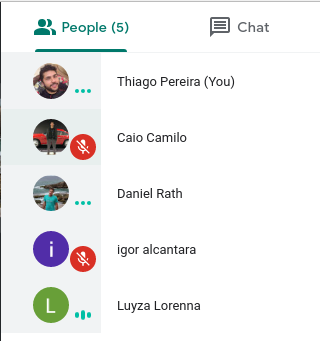 People (5)
Chat
Thiago Pereira (You)
Caio Camilo
Daniel Rath
i
igor alcantara
L
Luyza Lorenna